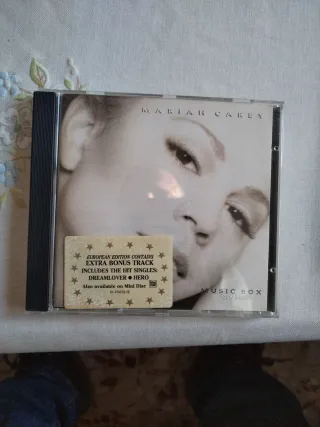 MARIAH CAREY
EUROPEAN EDITION CONTAINS
EXTRA BONUS TRACK
INCLUDES THE HIT SINGLES:
DREAMLOVER ● HERO
Also available on Mini Disc
MUSIC BOX